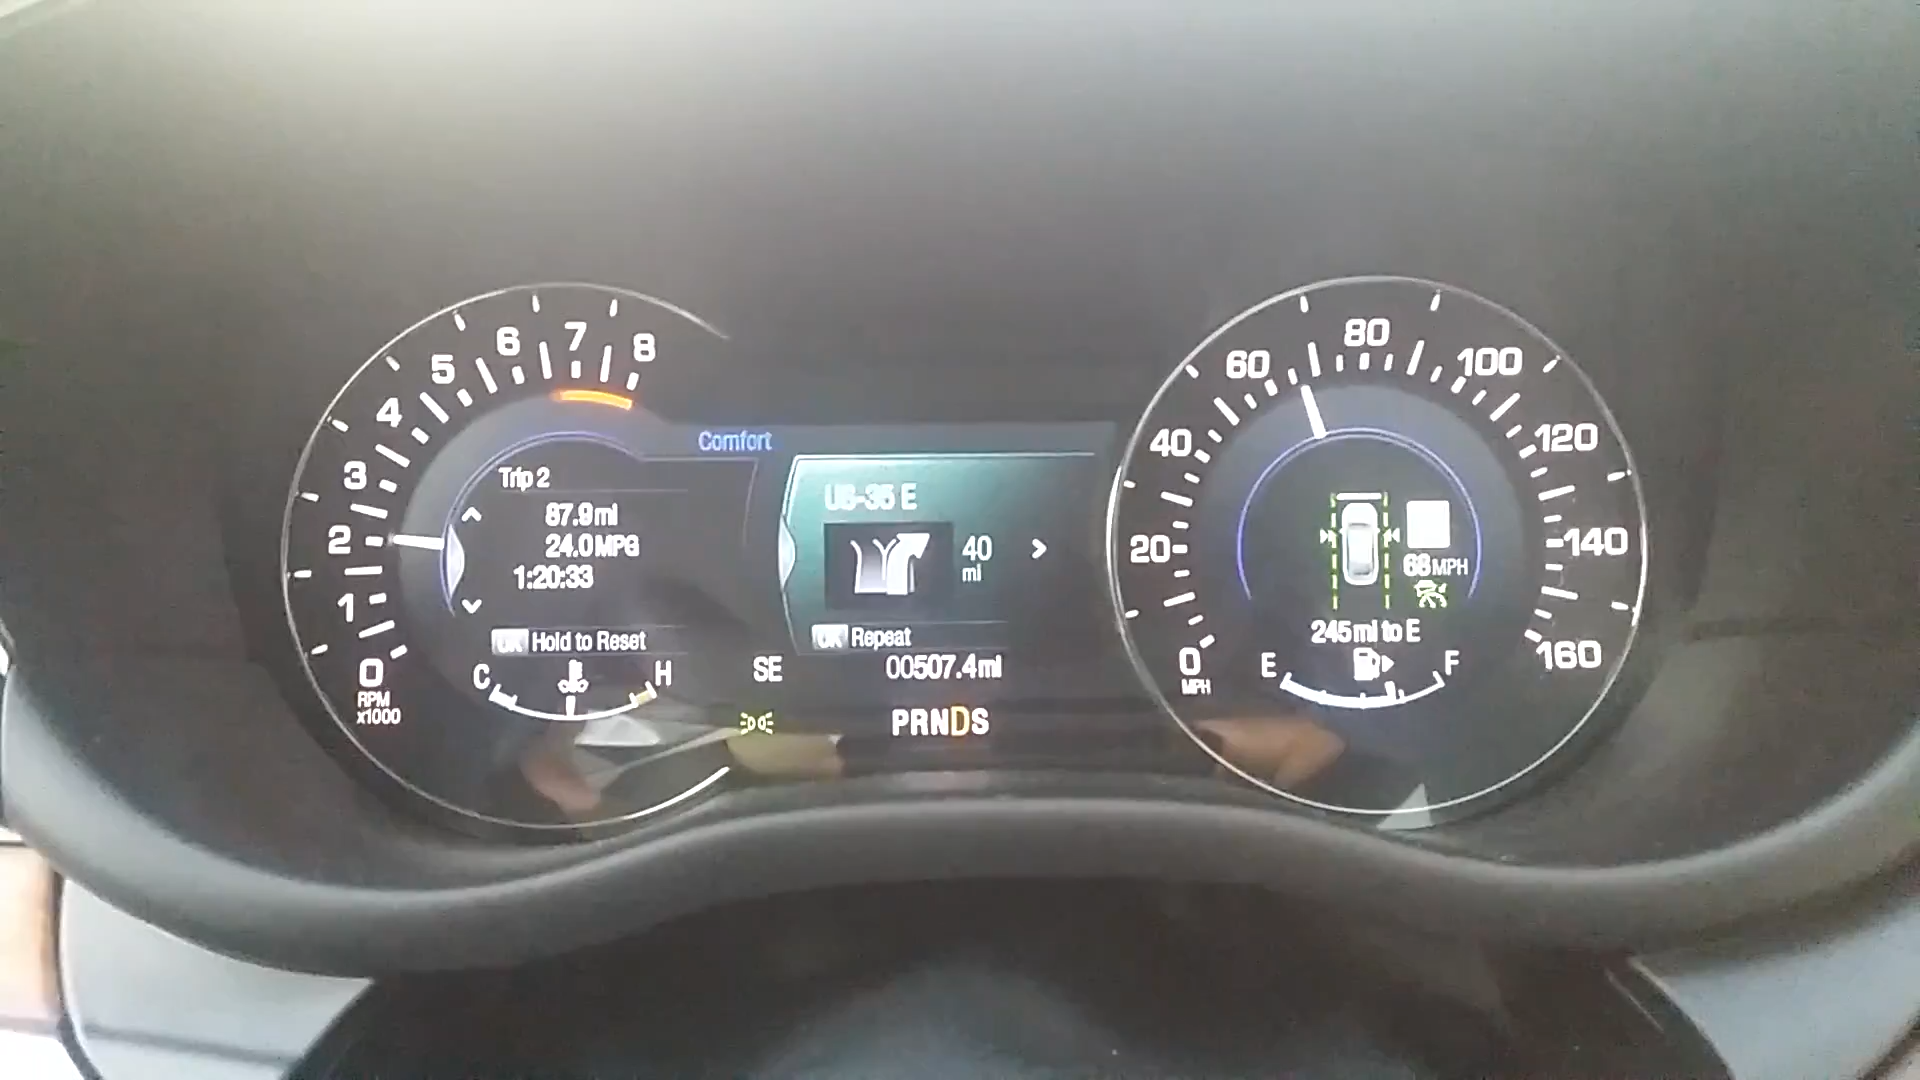 0
1
2
3
4
5
6
7
8
RPM
x1000
Comfort
Trip 2
87.9mi
24.0MPG
1:20:33
OK Hold to Reset
C H
SE
US-35 E
40
mi
OK Repeat
00507.4mi
PRNDS
0
MPH
20
40
60
80
100
120
140
160
68MPH
245mi to E
E F